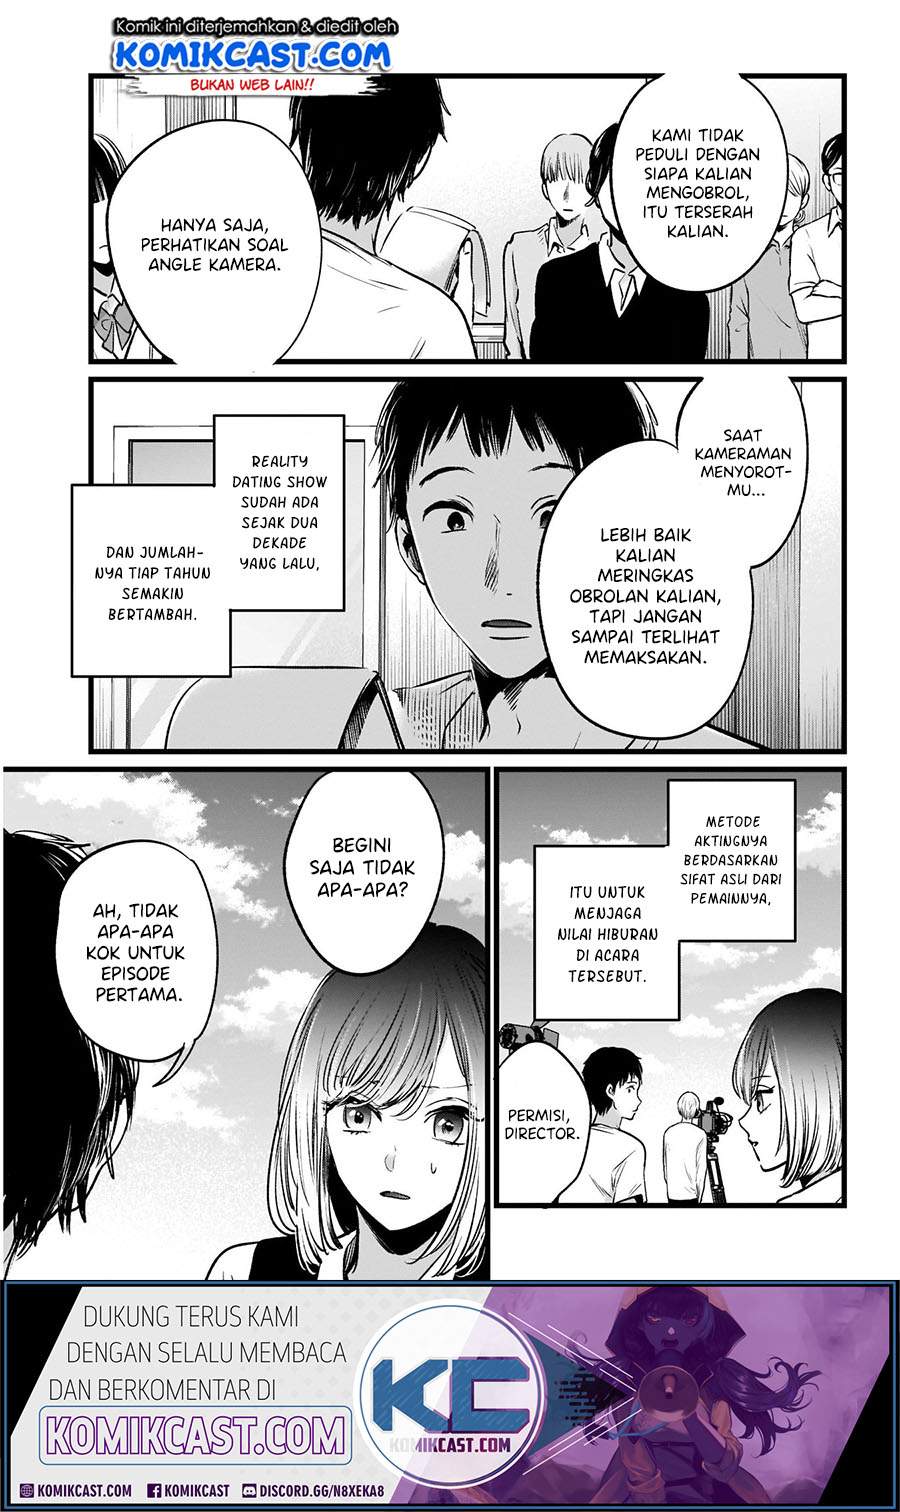 Komik ini diterjemahkan & diedit oleh
KOMIKCAST.COM
BUKAN WEB LAIN!!
KAMI TIDAK
PEDULI DENGAN
SIAPA KALIAN
MENGOBROL,
ITU TERSERAH
KALIAN.
HANYA SAJA,
PERHATIKAN SOAL
ANGLE KAMERA.
SAAT
KAMERAMAN
MENYOROT-
MU...
LEBIH BAIK
KALIAN
MERINGKAS
OBROLAN KALIAN,
TAPI JANGAN
SAMPAI TERLIHAT
MEMAKSAKAN.
REALITY
DATING SHOW
SUDAH ADA
SEJAK DUA
DEKADE
YANG LALU,
DAN JUMLAH-
NYA TIAP TAHUN
SEMAKIN
BERTAMBAH.
METODE
AKTINGNYA
BERDASARKAN
SIFAT ASLI DARI
PEMAINNYA,
ITU UNTUK
MENJAGA
NILAI HIBURAN
DI ACARA
TERSEBUT.
PERMISI,
DIRECTOR.
BEGINI
SAJA TIDAK
APA-APA?
AH, TIDAK
APA-APA
KOK UNTUK
EPISODE
PERTAMA.
DUKUNG TERUS KAMI
DENGAN SELALU MEMBACA
DAN BERKOMENTAR DI
KOMIKCAST.COM
KOMIKCAST.COM
KOMIKCAST
DISCORD.GG/N8XEKA8
KC
KOMIKCAST.COM